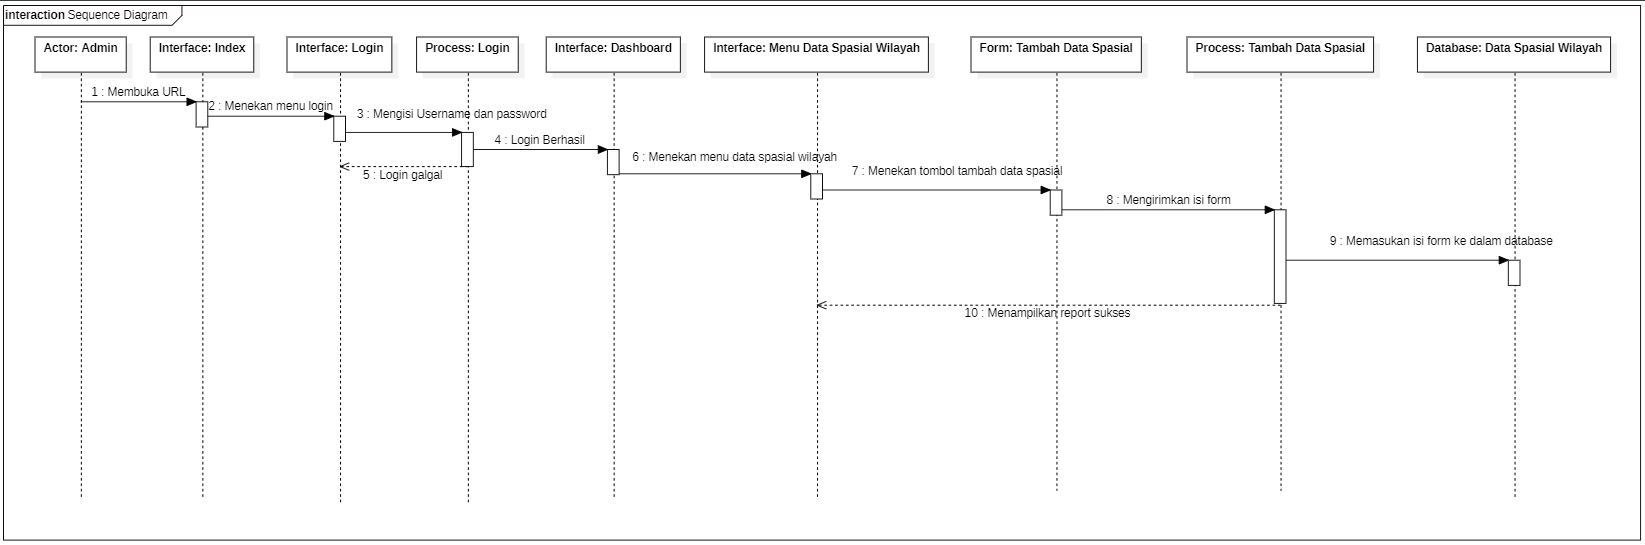 interaction Sequence Diagram
Actor: Admin
Interface: Index
Interface: Login
Process: Login
Interface: Dashboard
Interface: Menu Data Spasial Wilayah
Form: Tambah Data Spasial
Process: Tambah Data Spasial
Database: Data Spasial Wilayah
1 : Membuka URL
2 : Menekan menu login
3 : Mengisi Username dan password
4 : Login Berhasil
5 : Login galgal
6 : Menekan menu data spasial wilayah
7 : Menekan tombol tambah data spasial
8 : Mengirimkan isi form
9 : Memasukan isi form ke dalam database
10 : Menampilkan report sukses